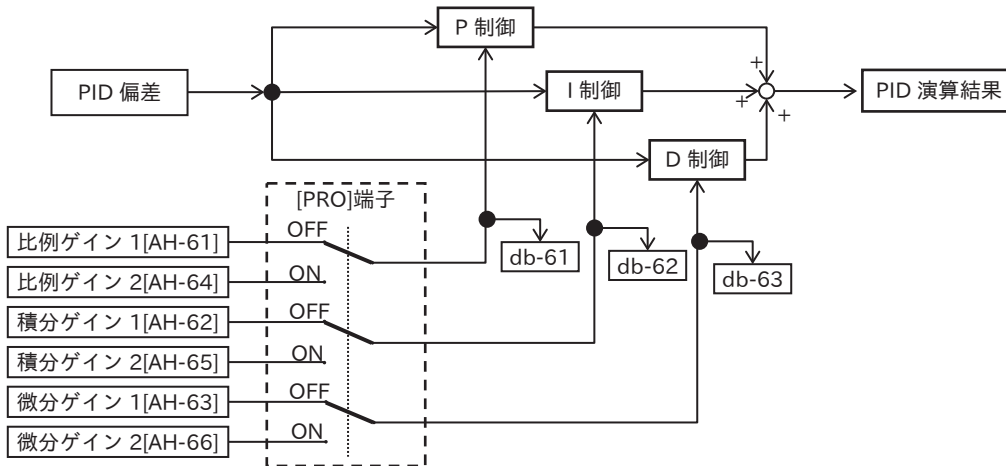 P 制御
PID 偏差
I 制御
PID 演算結果
+
+
+
D 制御
[PRO]端子
比例ゲイン 1[AH-61]
OFF
比例ゲイン 2[AH-64]
ON
積分ゲイン 1[AH-62]
OFF
積分ゲイン 2[AH-65]
ON
微分ゲイン 1[AH-63]
OFF
微分ゲイン 2[AH-66]
ON
db-61
db-62
db-63